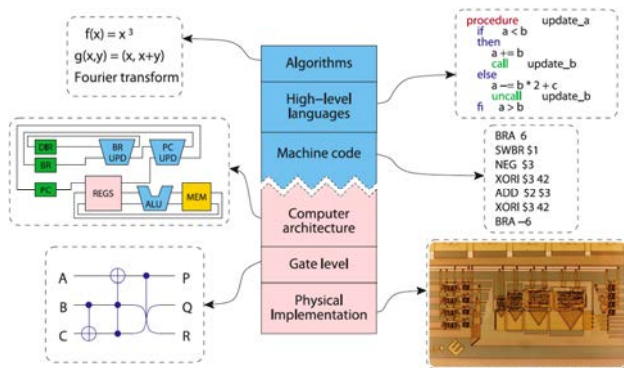 f(x) = x³
g(x,y) = (x, x+y)
Fourier transform
procedure update_a
if a < b
then
a += b
call update_b
else
a −= b * 2 + c
uncall update_b
fi a > b
Algorithms
High–level
languages
Machine code
Computer
architecture
Gate level
Physical
Implementation
DIR
BR
PC
BR
UPD
PC
UPD
REGS
ALU
MEM
BRA 6
SWBR $1
NEG $3
XORI $3 42
ADD $2 $3
XORI $3 42
BRA −6
A
B
C
P
Q
R